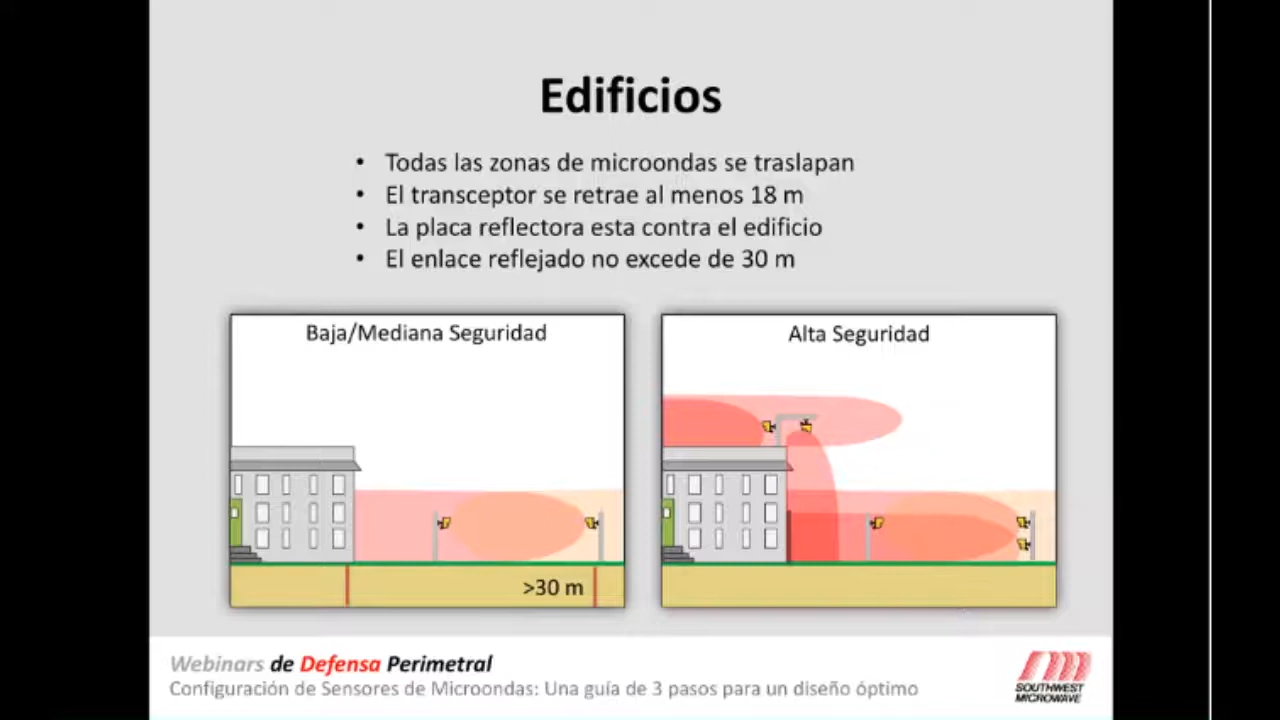 Edificios
• Todas las zonas de microondas se traslapan
• El transceptor se retrae al menos 18 m
• La placa reflectora esta contra el edificio
• El enlace reflejado no excede de 30 m
Baja/Mediana Seguridad
Alta Seguridad
>30 m
Webinars de Defensa Perimetral
Configuración de Sensores de Microondas: Una guía de 3 pasos para un diseño óptimo
SOUTHWEST
MICROWAVE